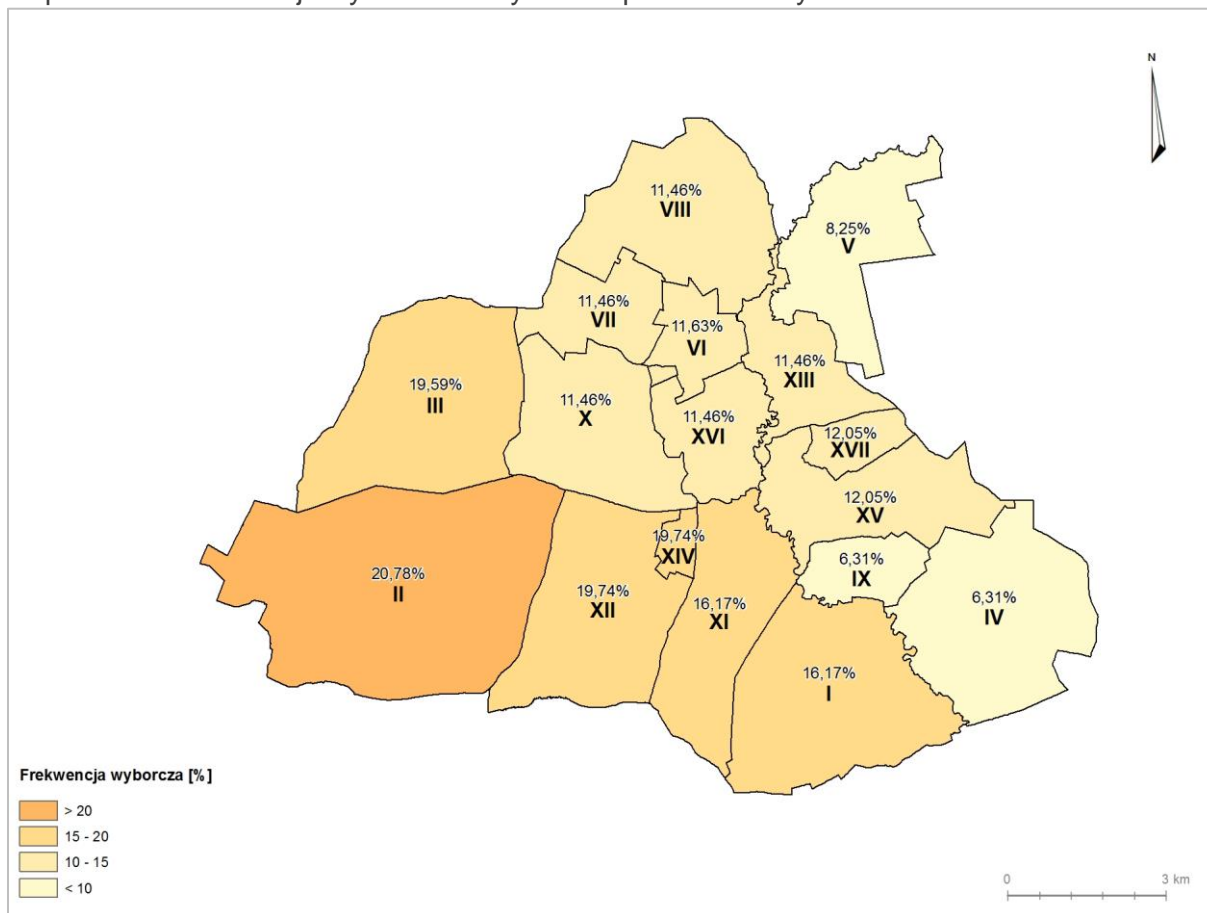 N
11,46%
VIII
8,25%
V
11,46%
VII
11,63%
VI
11,46%
XIII
19,59%
III
11,46%
X
11,46%
XVI
12,05%
XVII
12,05%
XV
19,74%
XIV
6,31%
IX
20,78%
II
19,74%
XII
16,17%
XI
6,31%
IV
16,17%
I
Frekwencja wyborcza [%]
> 20
15 - 20
10 - 15
< 10
0 3 km